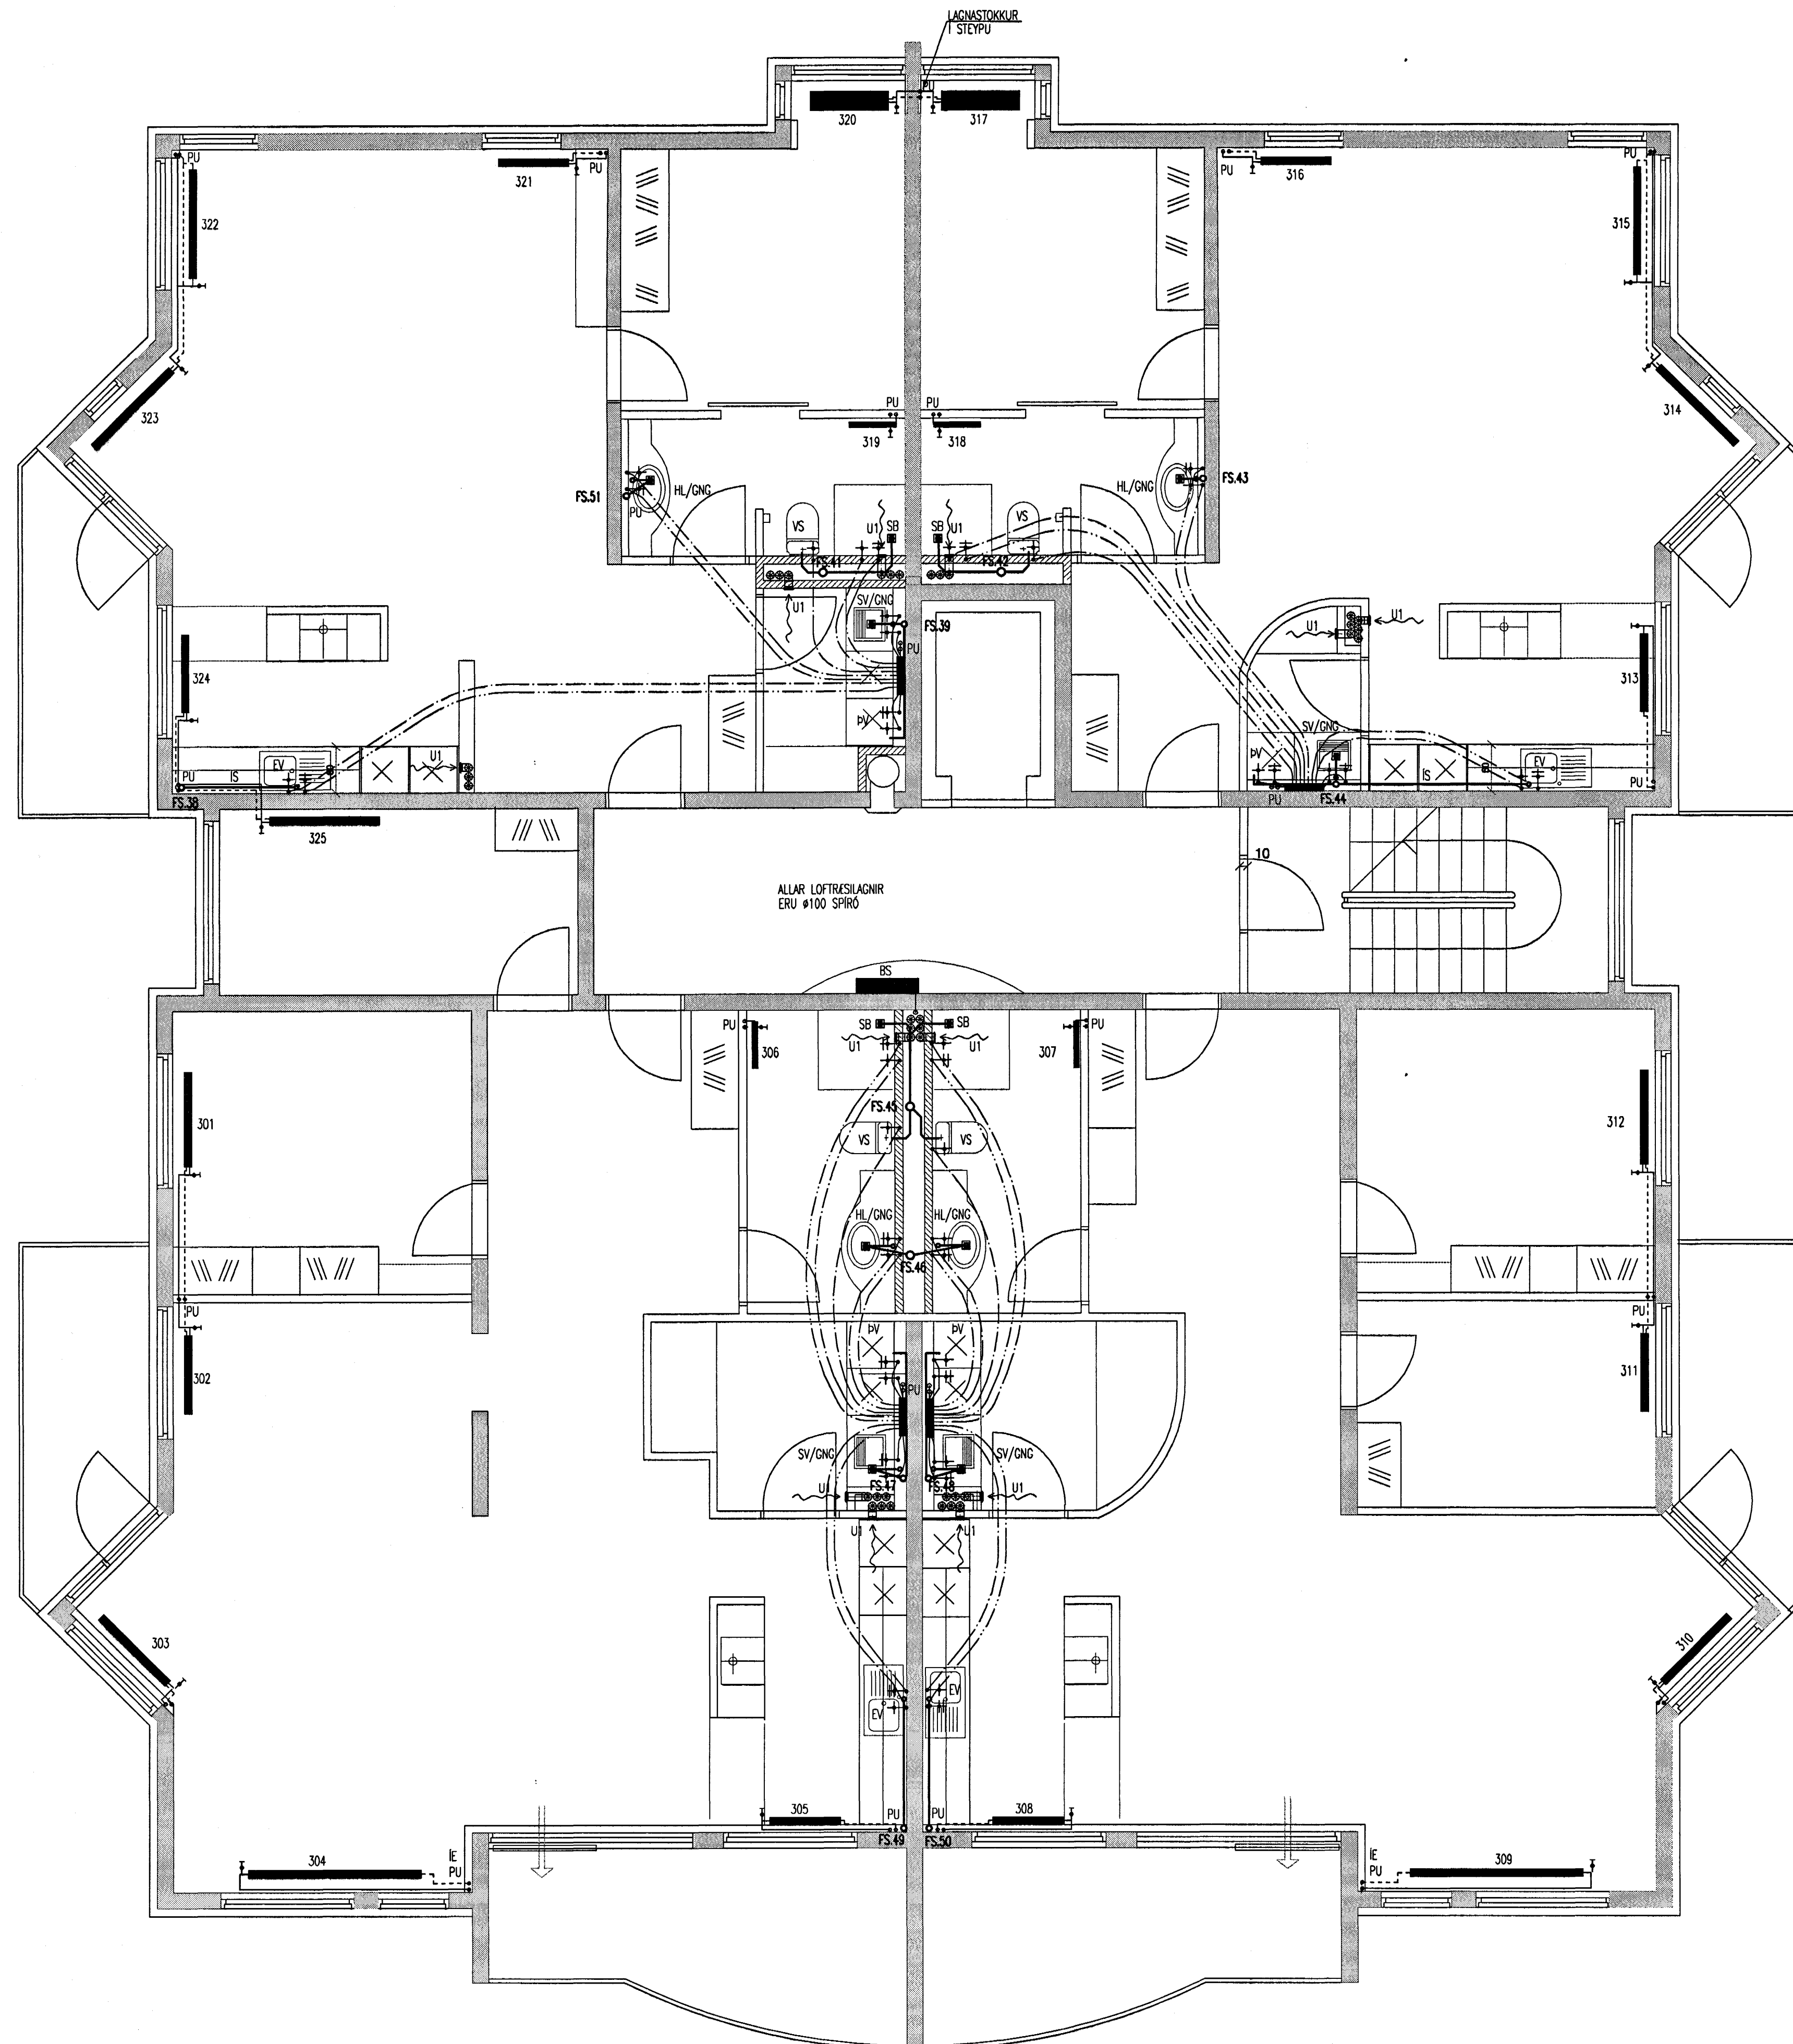 LAGNASTOKKUR
Í STEYPU
PU
320
317
PU
321
PU
PU
316
PU
322
315
323
314
PU
PU
319
318
FS.51
PU
HL/GNG
VS
U1
SB
SB
U1
VS
HL/GNG
FS.43
FS.41
FS.42
U1
SV/GNG
FS.39
PU
U1
U1
324
313
ÞV
SV/GNG
ÞV
EV
U1
PU
ÍS
FS.38
PU
FS.44
ÍS
EV
PU
325
10
ALLAR LOFTRÆSILAGNIR
ERU ø100 SPÍRÓ
BS
PU
306
SB
U1
SB
U1
307
PU
301
FS.45
VS
VS
312
HL/GNG
HL/GNG
FS.46
PU
PU
302
ÞV
ÞV
PU
311
SV/GNG
SV/GNG
FS.47
FS.48
U1
U1
U1
U1
303
310
EV
EV
305
PU
PU
308
FS.49
FS.50
304
ÍE
PU
ÍE
PU
309